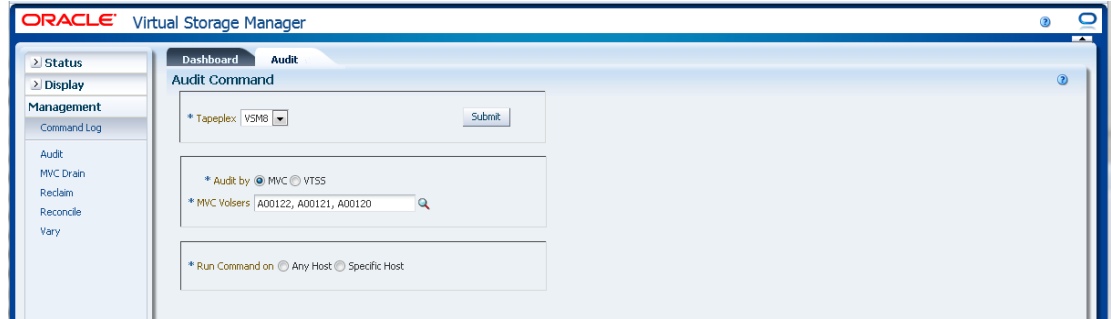 ORACLE Virtual Storage Manager
Dashboard Audit
Status
Display
Management
Command Log
Audit
MVC Drain
Reclaim
Reconcile
Vary
Audit Command
* Tapeplex VSM8 Submit
* Audit by MVC VTSS
* MVC Volsers A00122, A00121, A00120
* Run Command on Any Host Specific Host